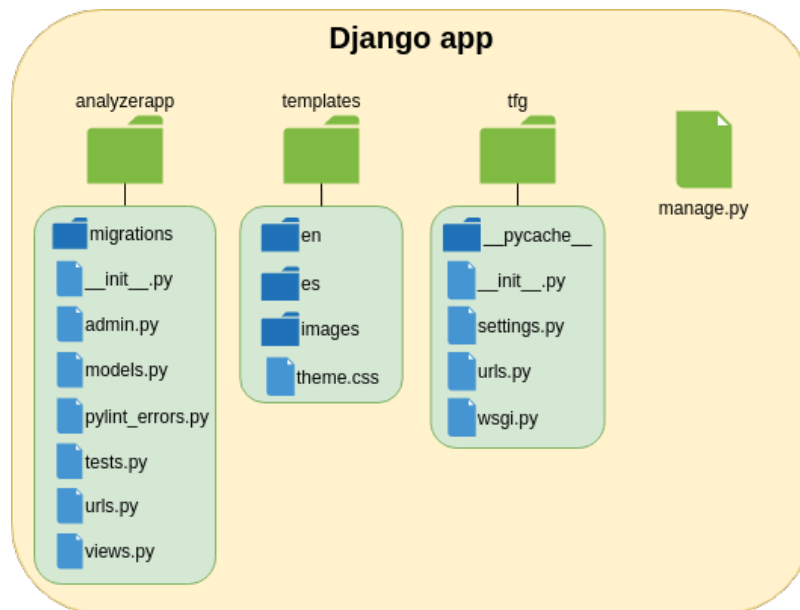 Django app
analyzerapp
migrations
__init__.py
admin.py
models.py
pylint_errors.py
tests.py
urls.py
views.py
templates
en
es
images
theme.css
tfg
__pycache__
__init__.py
settings.py
urls.py
wsgi.py
manage.py